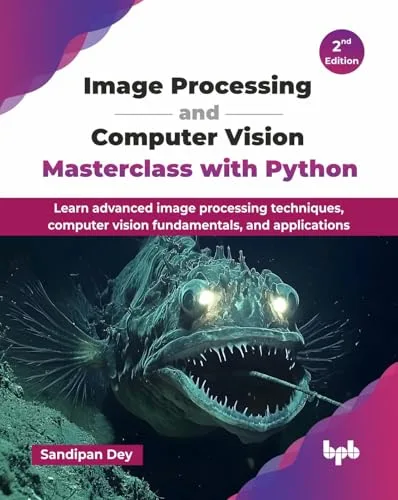 2nd
Edition
Image Processing
and
Computer Vision
Masterclass with Python
Learn advanced image processing techniques,
computer vision fundamentals, and applications
Sandipan Dey
bpb